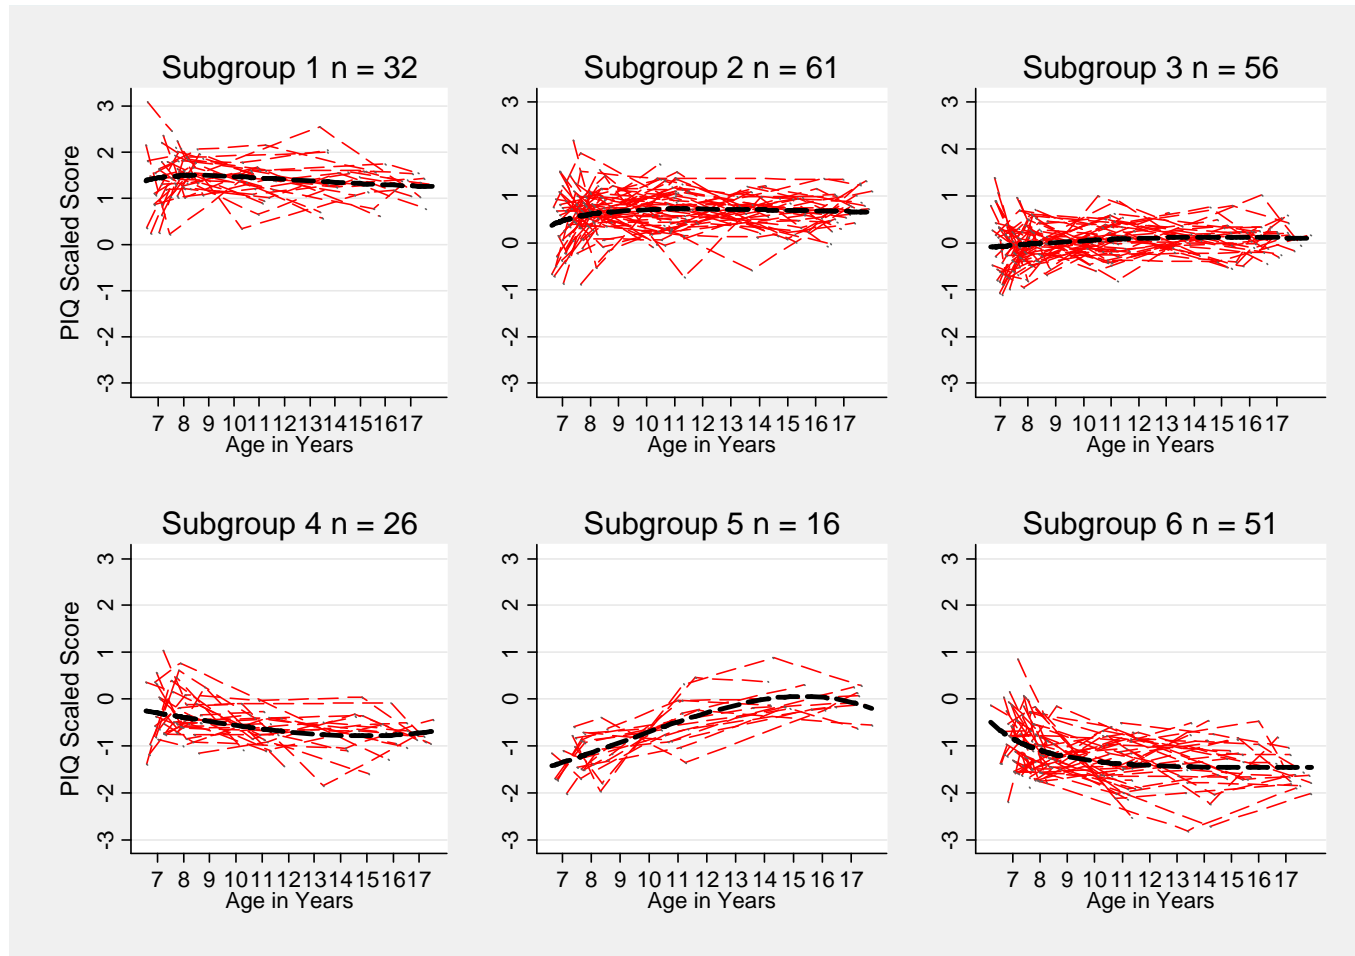 Subgroup 1 n = 32
Subgroup 2 n = 61
Subgroup 3 n = 56
PIQ Scaled Score
3
2
1
0
-1
-2
-3
7 8 9 10 11 12 13 14 15 16 17
Age in Years
3
2
1
0
-1
-2
-3
7 8 9 10 11 12 13 14 15 16 17
Age in Years
3
2
1
0
-1
-2
-3
7 8 9 10 11 12 13 14 15 16 17
Age in Years
Subgroup 4 n = 26
Subgroup 5 n = 16
Subgroup 6 n = 51
PIQ Scaled Score
3
2
1
0
-1
-2
-3
7 8 9 10 11 12 13 14 15 16 17
Age in Years
3
2
1
0
-1
-2
-3
7 8 9 10 11 12 13 14 15 16 17
Age in Years
3
2
1
0
-1
-2
-3
7 8 9 10 11 12 13 14 15 16 17
Age in Years